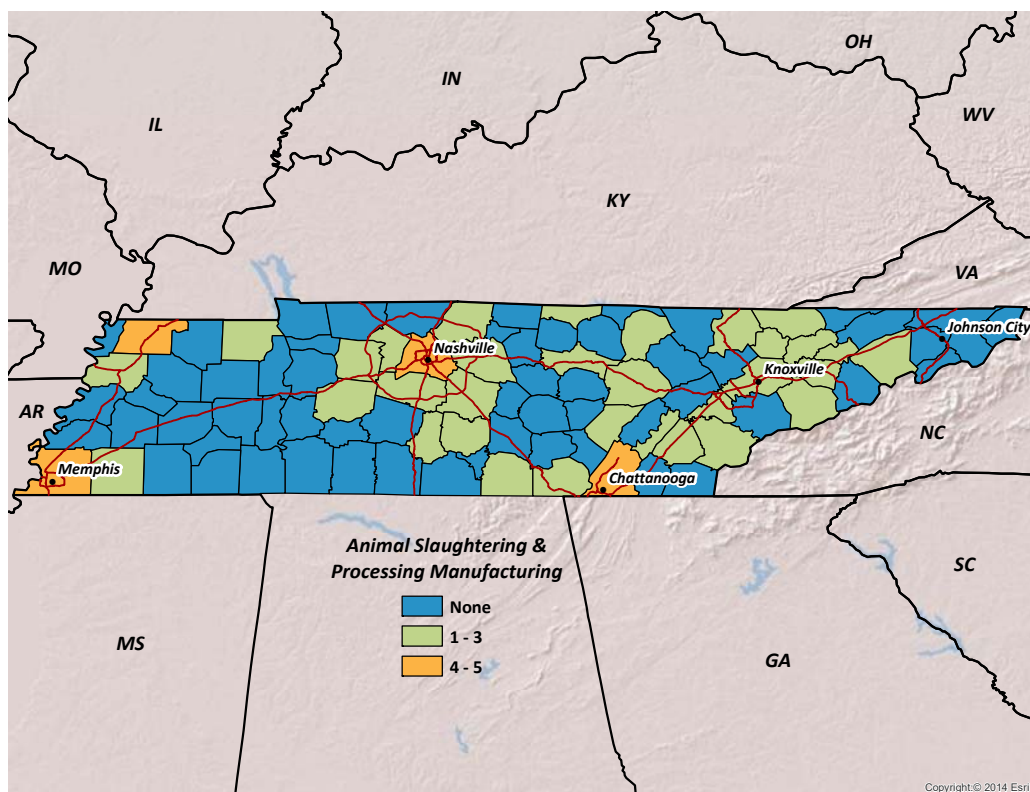 OH
IN
WV
IL
KY
MO
VA
Johnson City
Nashville
Knoxville
AR
NC
Memphis
Chattanooga
Animal Slaughtering &
Processing Manufacturing
None
1 - 3
4 - 5
SC
MS
GA
Copyright:© 2014 Esri